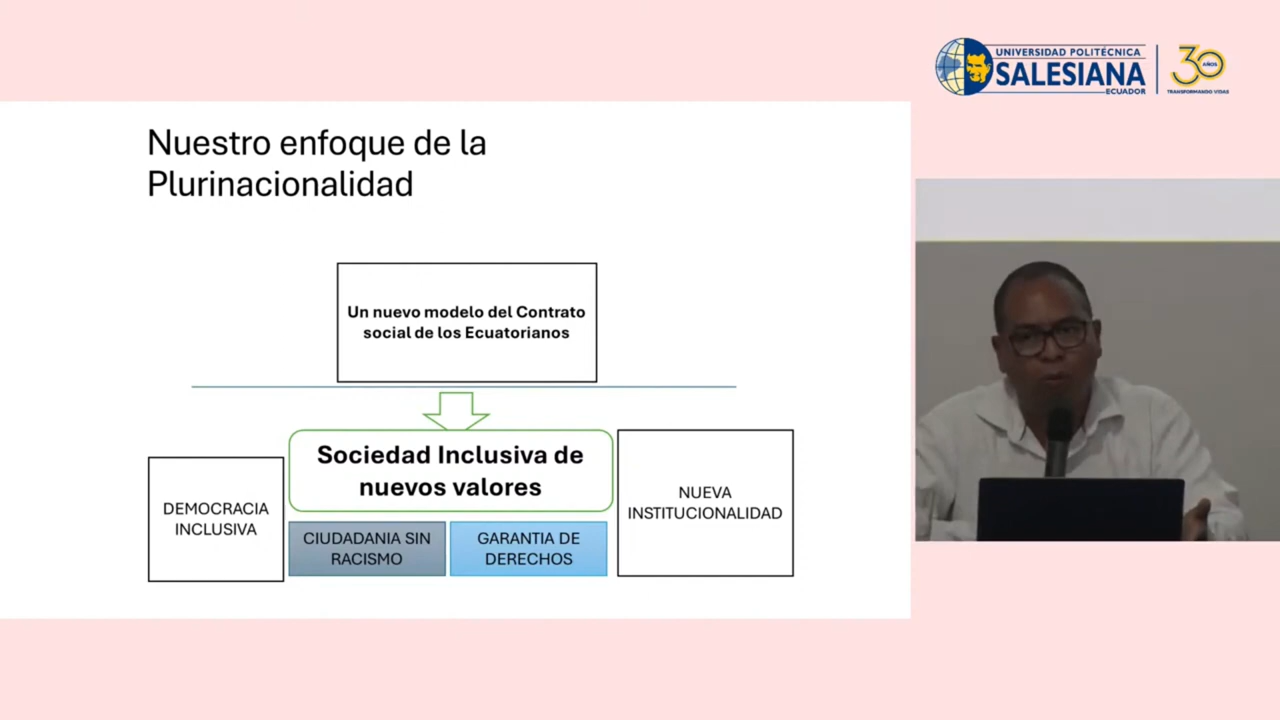 UNIVERSIDAD POLITÉCNICA
SALESIANA
ECUADOR
30
AÑOS
TRANSFORMANDO VIDAS
Nuestro enfoque de la
Plurinacionalidad
Un nuevo modelo del Contrato
social de los Ecuatorianos
Sociedad Inclusiva de
nuevos valores
DEMOCRACIA
INCLUSIVA
CIUDADANIA SIN
RACISMO
GARANTIA DE
DERECHOS
NUEVA
INSTITUCIONALIDAD